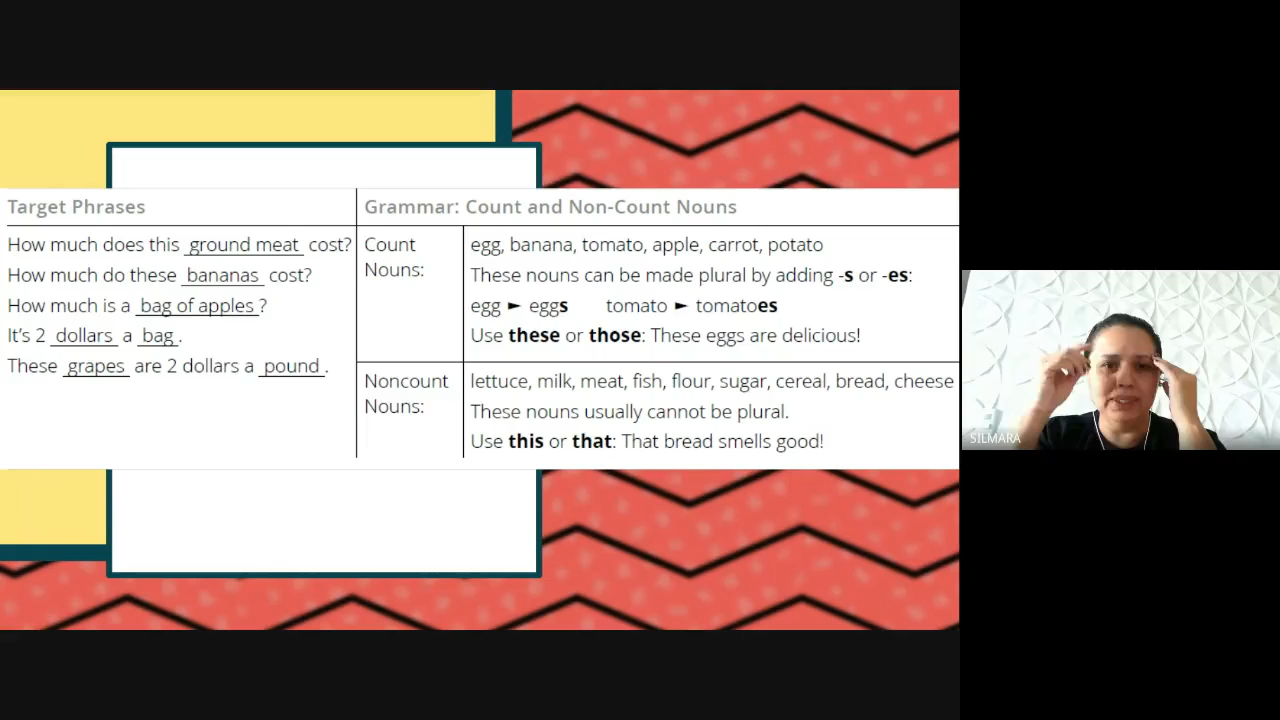 Target Phrases
How much does this ground meat cost?
How much do these bananas cost?
How much is a bag of apples ?
It's 2 dollars a bag .
These grapes are 2 dollars a pound .
Grammar: Count and Non-Count Nouns
Count
Nouns:
egg, banana, tomato, apple, carrot, potato
These nouns can be made plural by adding -s or -es:
egg ► eggs tomato ► tomatoes
Use these or those: These eggs are delicious!
Noncount
Nouns:
lettuce, milk, meat, fish, flour, sugar, cereal, bread, cheese
These nouns usually cannot be plural.
Use this or that: That bread smells good!
SILMARA